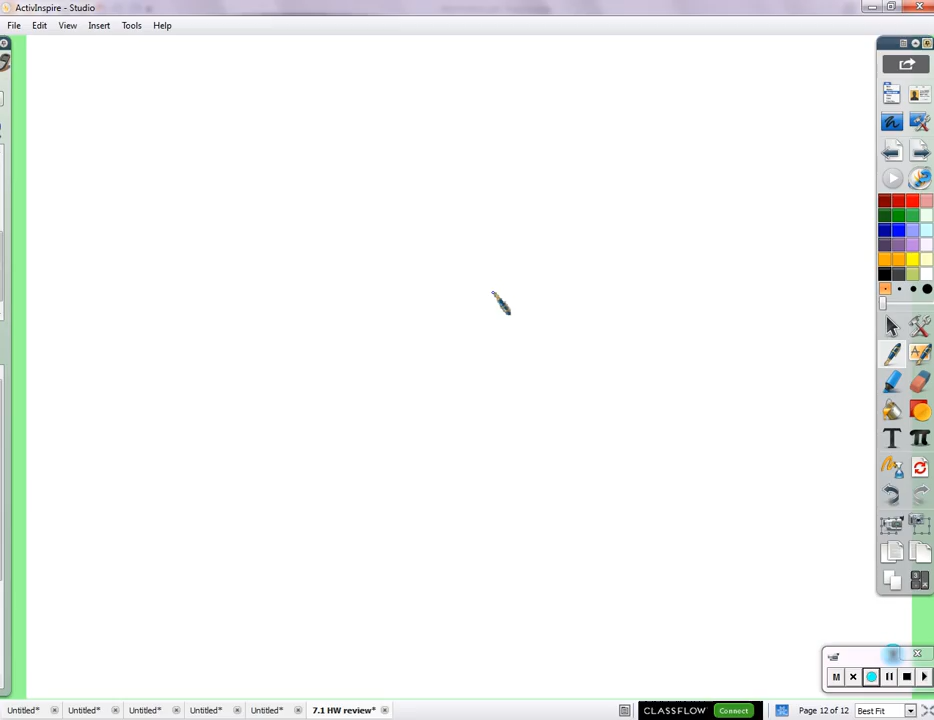 ActivInspire - Studio
File Edit View Insert Tools Help
T
M
Untitled* Untitled* Untitled* Untitled* Untitled* 7.1 HW review* CLASSFLOW Connect Page 12 of 12 Best Fit